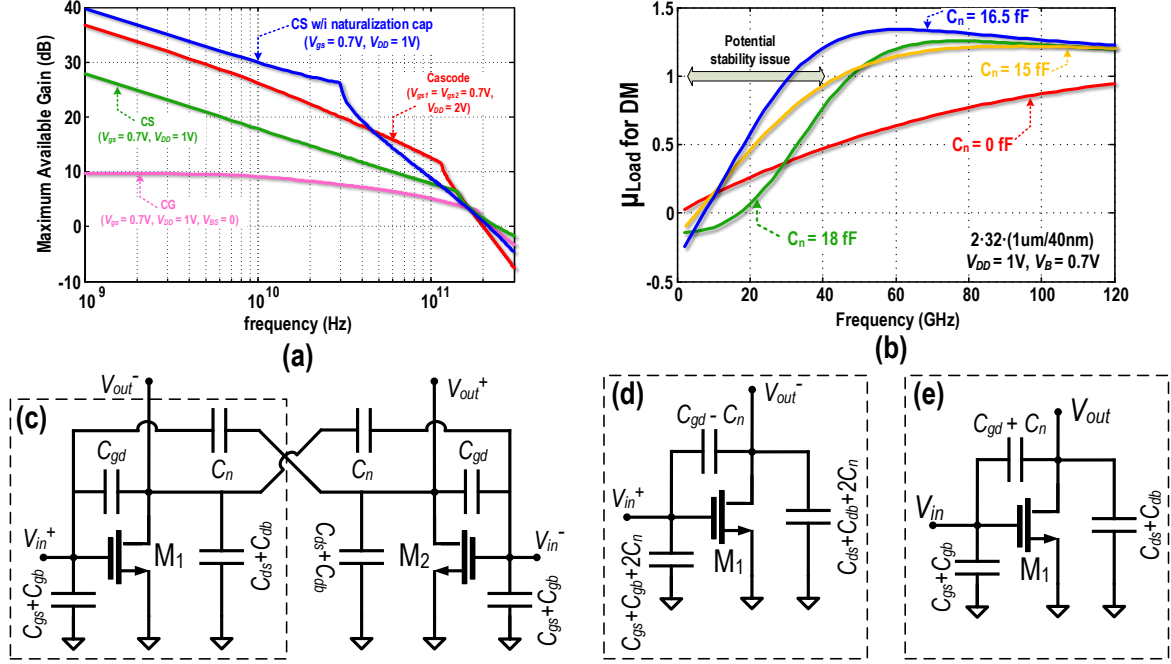 Maximum Available Gain (dB)
40
30
20
10
0
-10
CS w/i naturalization cap
(Vgs = 0.7V, VDD = 1V)
Cascode
(Vgs1 = Vgs2 = 0.7V,
VDD = 2V)
CS
(Vgs = 0.7V, VDD = 1V)
CG
(Vgs = 0.7V, VDD = 1V, VBS = 0)
10^9
10^10
10^11
frequency (Hz)
(a)
μLoad for DM
1.5
1
0.5
0
-0.5
Cn = 16.5 fF
Potential
stability issue
Cn = 15 fF
Cn = 0 fF
Cn = 18 fF
2·32·(1um/40nm)
VDD = 1V, VB = 0.7V
0
20
40
60
80
100
120
Frequency (GHz)
(b)
(c)
Vout-
Vout+
Cgd
Cn
Cn
Cgd
Vin+
M1
Cds+Cdb
Cds+Cdb
M2
Vin-
Cgs+Cgb
Cgs+Cgb
(d)
Vout-
Cgd - Cn
Vin+
M1
Cgs+Cgb+2Cn
Cds+Cdb+2Cn
(e)
Vout
Cgd + Cn
Vin
M1
Cgs+Cgb
Cds+Cdb